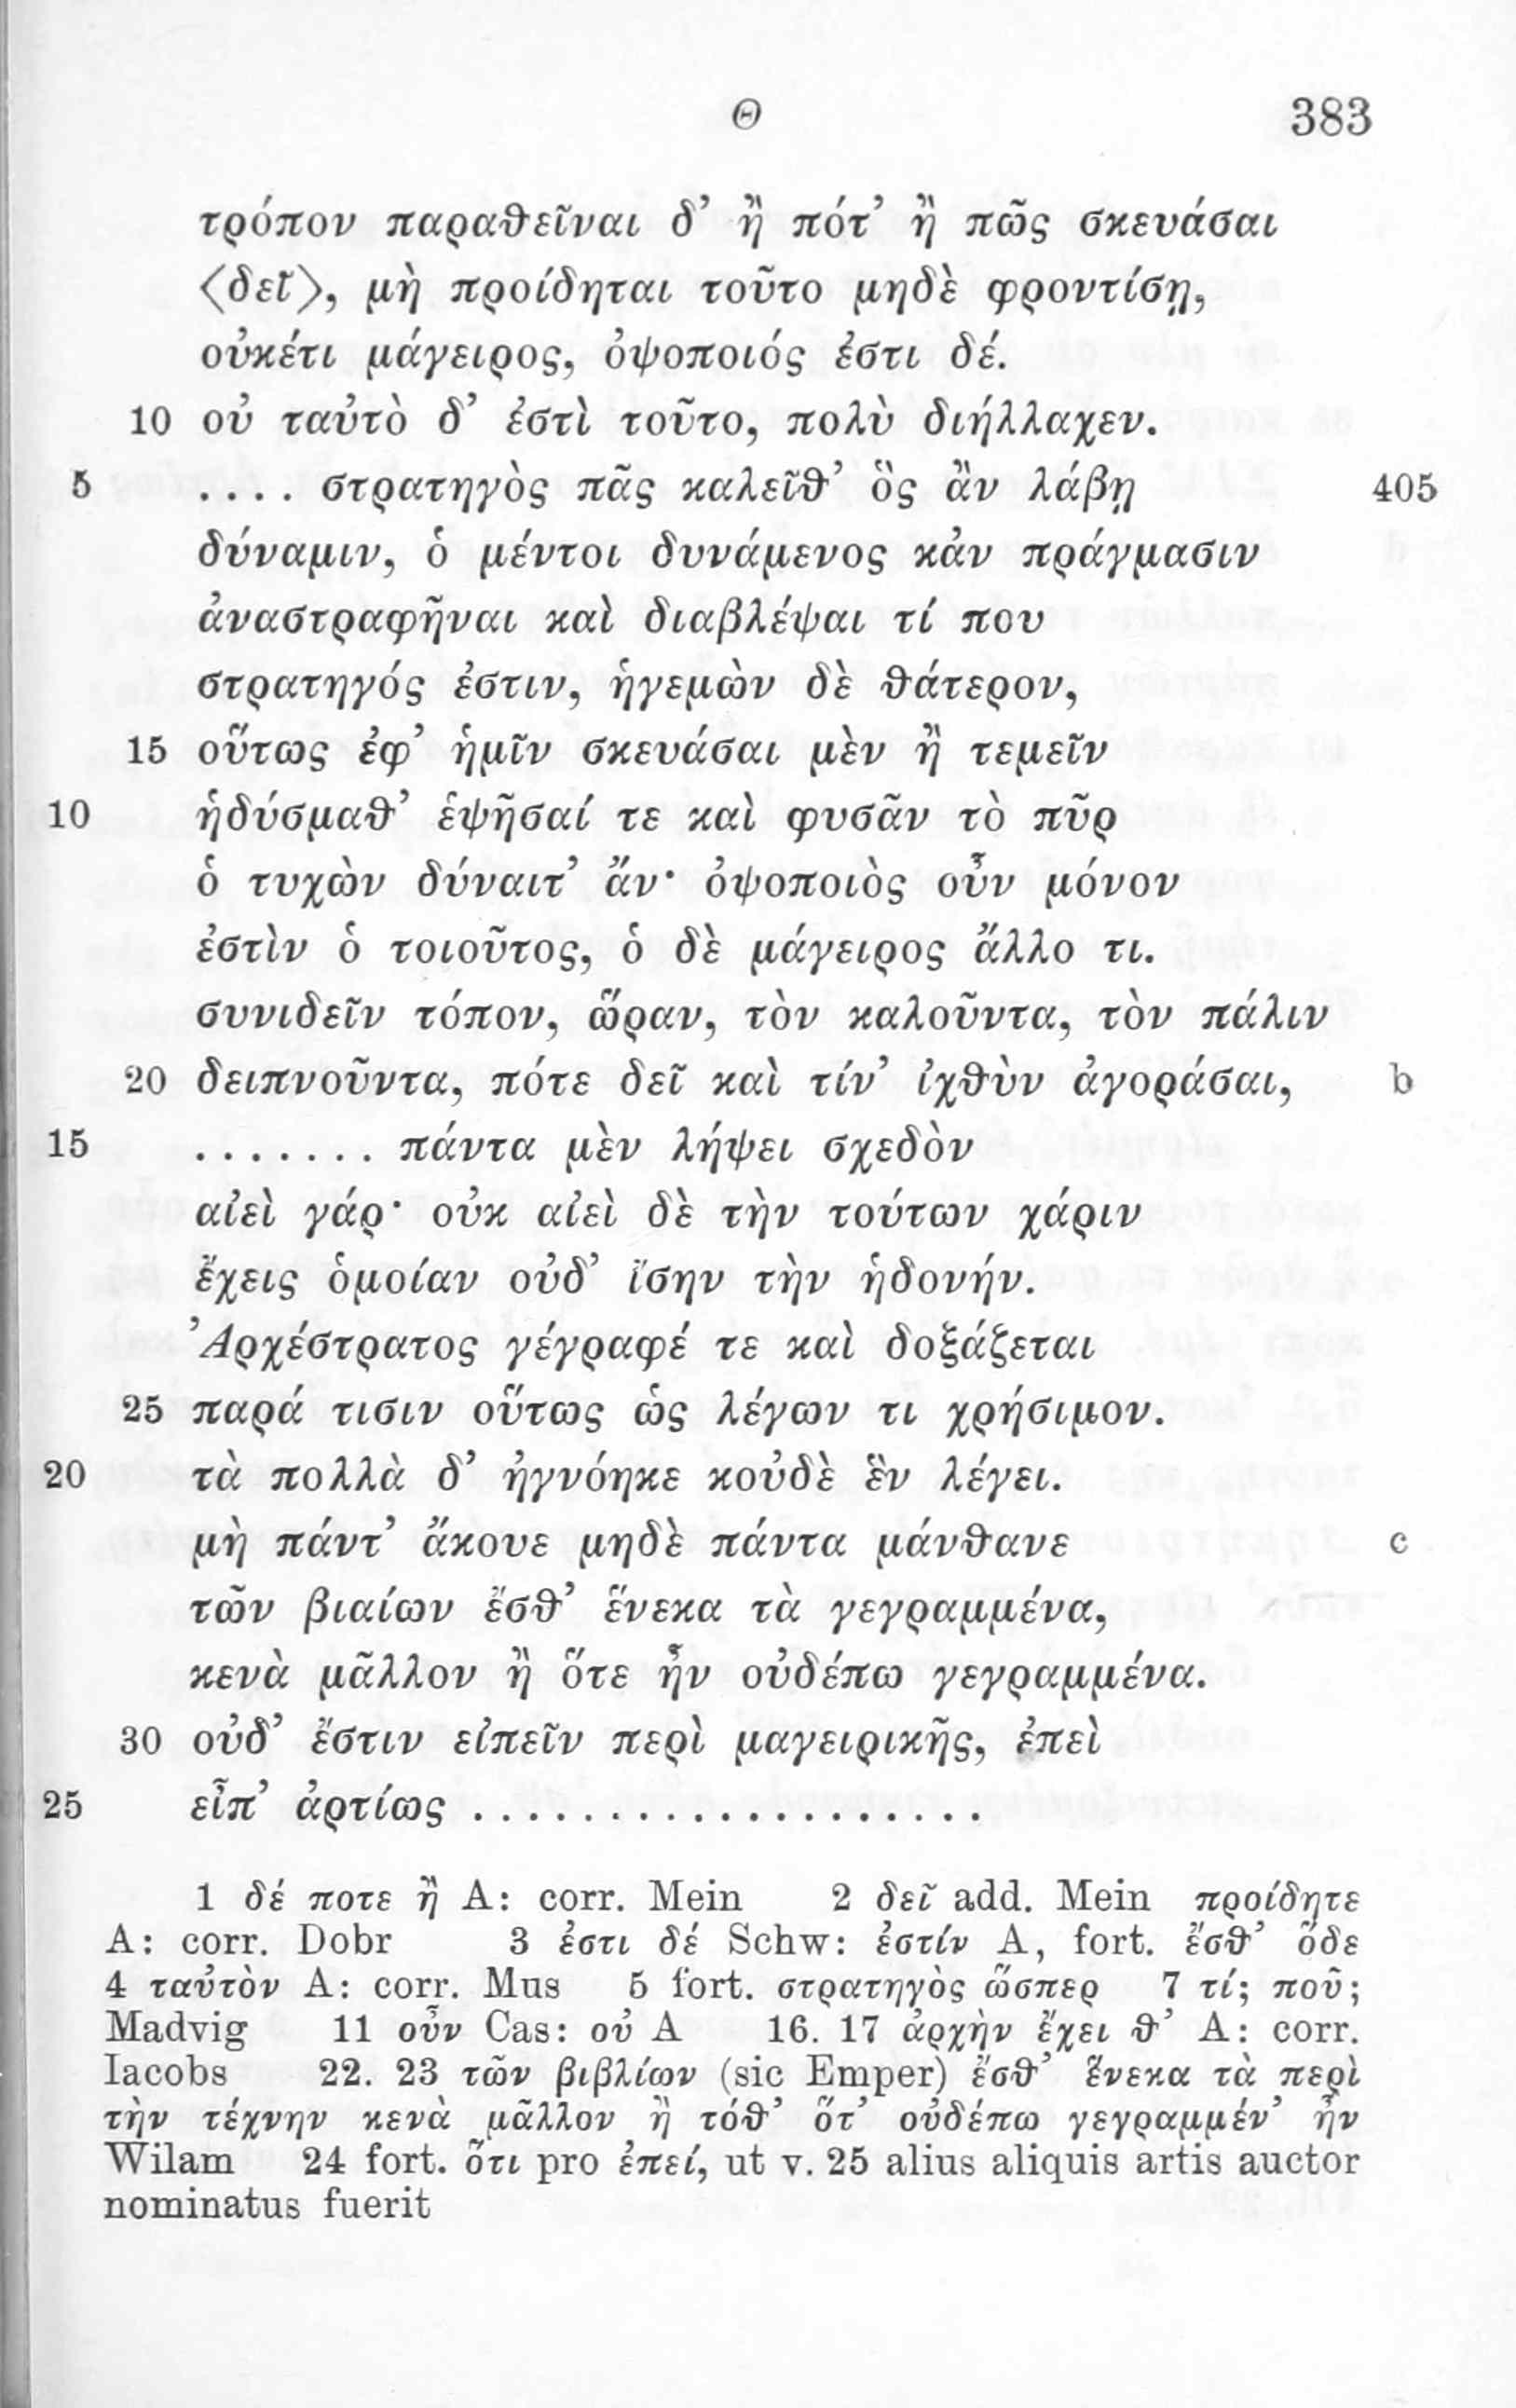 Θ 383
τρόπον παραθεῖναι δ’ ἢ πότ’ ἢ πῶς σκευάσαι
〈δεῖ〉, μὴ προίδηται τοῦτο μηδὲ φροντίσῃ,
οὐκέτι μάγειρος, ὀψοποιός ἐστι δέ.
10 οὐ ταὐτὸ δ’ ἐστὶ τοῦτο, πολὺ διήλλαχεν.
5 .... στρατηγὸς πᾶς καλεῖθ’ ὃς ἂν λάβῃ 405
δύναμιν, ὁ μέντοι δυνάμενος κἀν πράγμασιν
ἀναστραφῆναι καὶ διαβλέψαι τί που
στρατηγός ἐστιν, ἡγεμὼν δὲ θάτερον,
15 οὕτως ἐφ’ ἡμῖν σκευάσαι μὲν ἢ τεμεῖν
10 ἡδύσμαθ’ ἑψῆσαί τε καὶ φυσᾶν τὸ πῦρ
ὁ τυχὼν δύναιτ’ ἄν· ὀψοποιὸς οὖν μόνον
ἐστὶν ὁ τοιοῦτος, ὁ δὲ μάγειρος ἄλλο τι.
συνιδεῖν τόπον, ὥραν, τὸν καλοῦντα, τὸν πάλιν
20 δειπνοῦντα, πότε δεῖ καὶ τίν’ ἰχθὺν ἀγοράσαι, b
15 ....... πάντα μὲν λήψει σχεδὸν
αἰεὶ γάρ· οὐκ αἰεὶ δὲ τὴν τούτων χάριν
ἔχεις ὁμοίαν οὐδ’ ἴσην τὴν ἡδονήν.
Ἀρχέστρατος γέγραφέ τε καὶ δοξάζεται
25 παρά τισιν οὕτως ὡς λέγων τι χρήσιμον.
20 τὰ πολλὰ δ’ ἠγνόηκε κοὐδὲ ἓν λέγει.
μὴ πάντ’ ἄκουε μηδὲ πάντα μάνθανε c
τῶν βιαίων ἔσθ’ ἕνεκα τὰ γεγραμμένα,
κενὰ μᾶλλον ἢ ὅτε ἦν οὐδέπω γεγραμμένα.
30 οὐδ’ ἔστιν εἰπεῖν περὶ μαγειρικῆς, ἐπεὶ
25 εἶπ’ ἀρτίως ...................
1 δέ ποτε ἢ A: corr. Mein 2 δεῖ add. Mein προίδητε
A: corr. Dobr 3 ἐστι δέ Schw: ἐστίν A, fort. ἔσθ’ ὅδε
4 ταὐτὸν A: corr. Mus 5 fort. στρατηγὸς ὥσπερ 7 τί; ποῦ;
Madvig 11 οὖν Cas: οὐ A 16. 17 ἀρχὴν ἔχει θ’ A: corr.
Iacobs 22. 23 τῶν βιβλίων (sic Emper) ἔσθ’ ἕνεκα τὰ περὶ
τὴν τέχνην κενὰ μᾶλλον ἢ τόθ’ ὅτ’ οὐδέπω γεγραμμέν’ ἦν
Wilam 24 fort. ὅτι pro ἐπεί, ut v. 25 alius aliquis artis auctor
nominatus fuerit